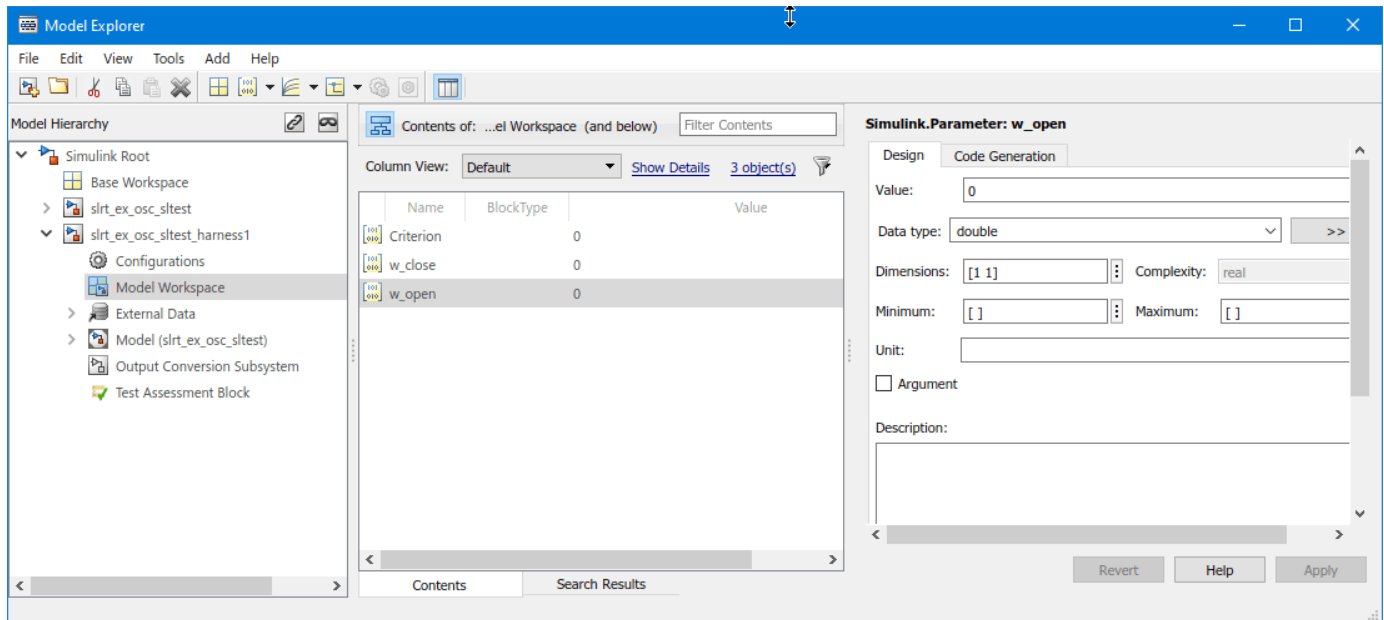 Model Explorer
File Edit View Tools Add Help
Model Hierarchy
Simulink Root
Base Workspace
slrt_ex_osc_sltest
slrt_ex_osc_sltest_harness1
Configurations
Model Workspace
External Data
Model (slrt_ex_osc_sltest)
Output Conversion Subsystem
Test Assessment Block
Contents of: ...el Workspace (and below) Filter Contents
Column View: Default Show Details 3 object(s)
Name BlockType Value
Criterion 0
w_close 0
w_open 0
Contents Search Results
Simulink.Parameter: w_open
Design Code Generation
Value: 0
Data type: double >>
Dimensions: [1 1] Complexity: real
Minimum: [ ] Maximum: [ ]
Unit:
Argument
Description:
Revert Help Apply